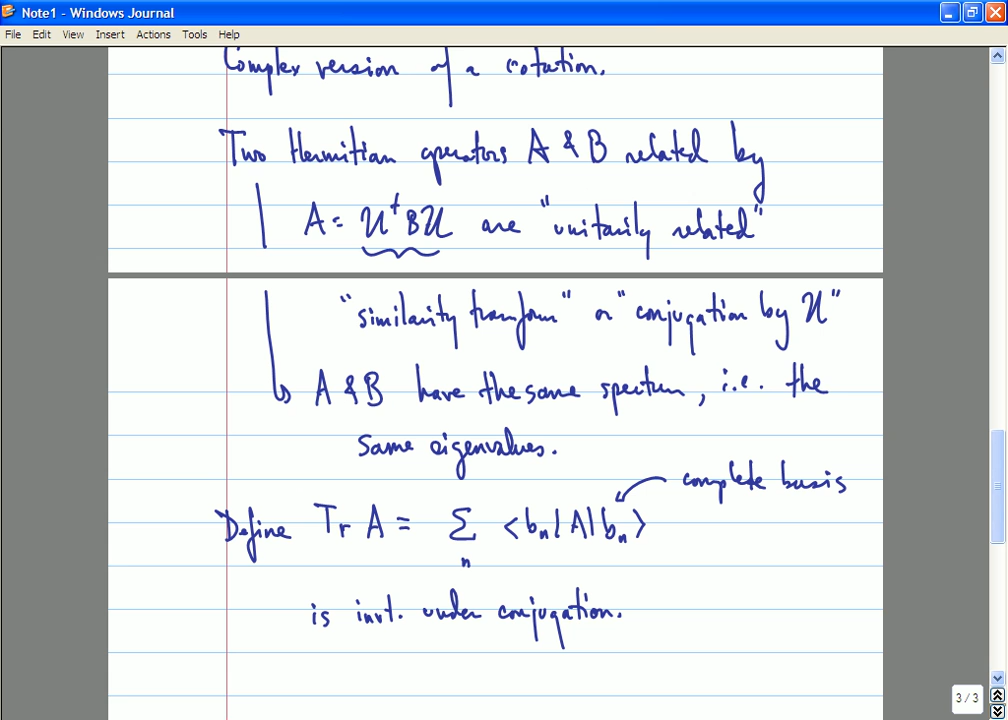 Note1 - Windows Journal
File Edit View Insert Actions Tools Help
Complex version of a rotation.
Two Hermitian operators A & B related by
A = U†BU are "unitarily related"
"similarity transform" or "conjugation by U"
A & B have the same spectrum, i.e. the
same eigenvalues.
complete basis
Define Tr A = Σ <bn|A|bn>
n
is invt. under conjugation.
3 / 3